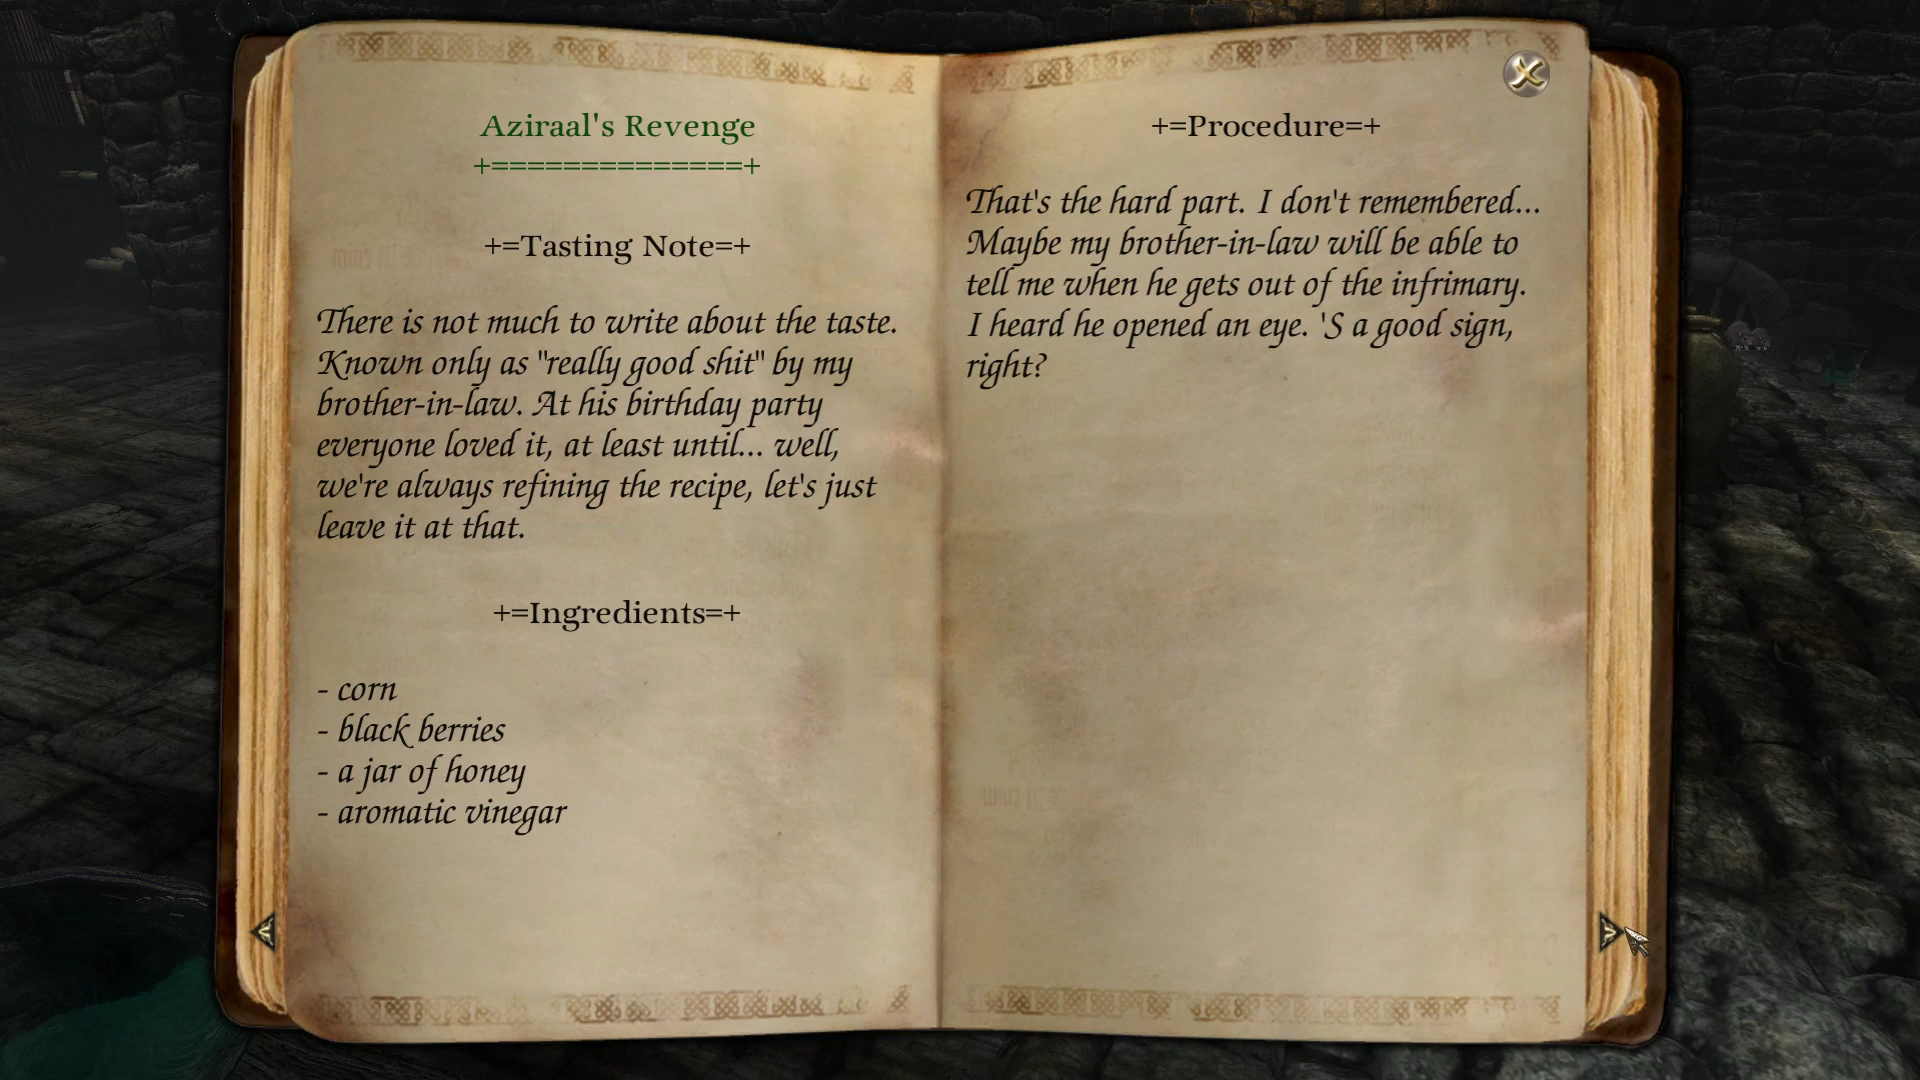 Aziraal's Revenge
+==============+
+=Tasting Note=+
There is not much to write about the taste.
Known only as "really good shit" by my
brother-in-law. At his birthday party
everyone loved it, at least until... well,
we're always refining the recipe, let's just
leave it at that.
+=Ingredients=+
- corn
- black berries
- a jar of honey
- aromatic vinegar
+=Procedure=+
That's the hard part. I don't remembered...
Maybe my brother-in-law will be able to
tell me when he gets out of the infrimary.
I heard he opened an eye. 'S a good sign,
right?